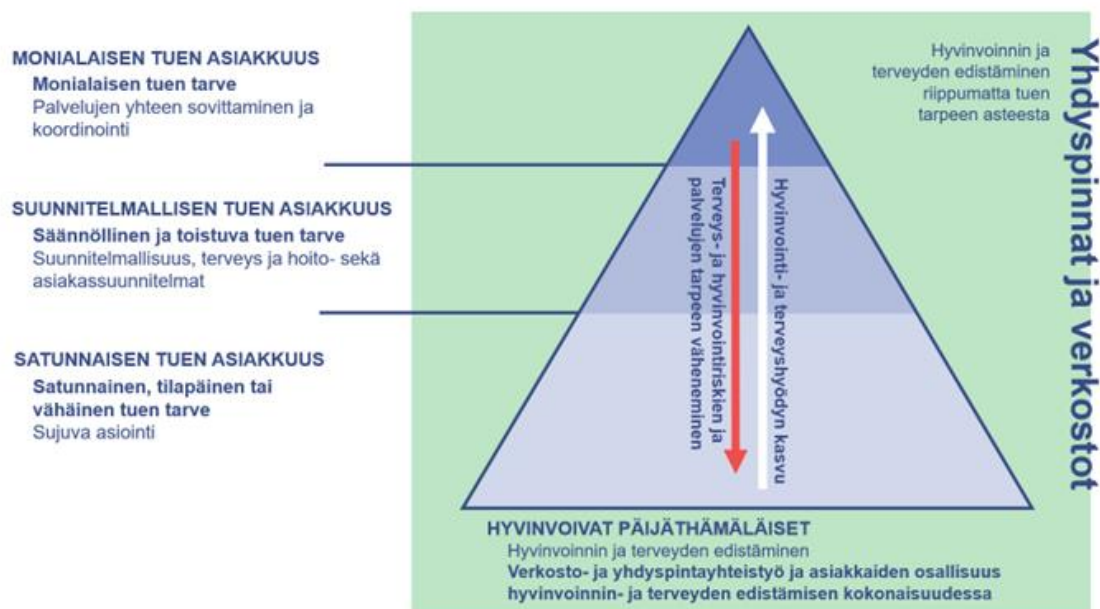 MONIALAISEN TUEN ASIAKKUUS
Monialaisen tuen tarve
Palvelujen yhteen sovittaminen ja
koordinointi
SUUNNITELMALLISEN TUEN ASIAKKUUS
Säännöllinen ja toistuva tuen tarve
Suunnitelmallisuus, terveys ja hoito- sekä
asiakassuunnitelmat
SATUNNAISEN TUEN ASIAKKUUS
Satunnainen, tilapäinen tai
vähäinen tuen tarve
Sujuva asiointi
Terveys- ja hyvinvointiriskien ja
palvelujen tarpeen väheneminen
Hyvinvointi- ja terveyshyödyn kasvu
Hyvinvoinnin ja
terveyden edistäminen
riippumatta tuen
tarpeen asteesta
Yhdyspinnat ja verkostot
HYVINVOIVAT PÄIJÄTHÄMÄLÄISET
Hyvinvoinnin ja terveyden edistäminen
Verkosto- ja yhdyspintayhteistyö ja asiakkaiden osallisuus
hyvinvoinnin- ja terveyden edistämisen kokonaisuudessa